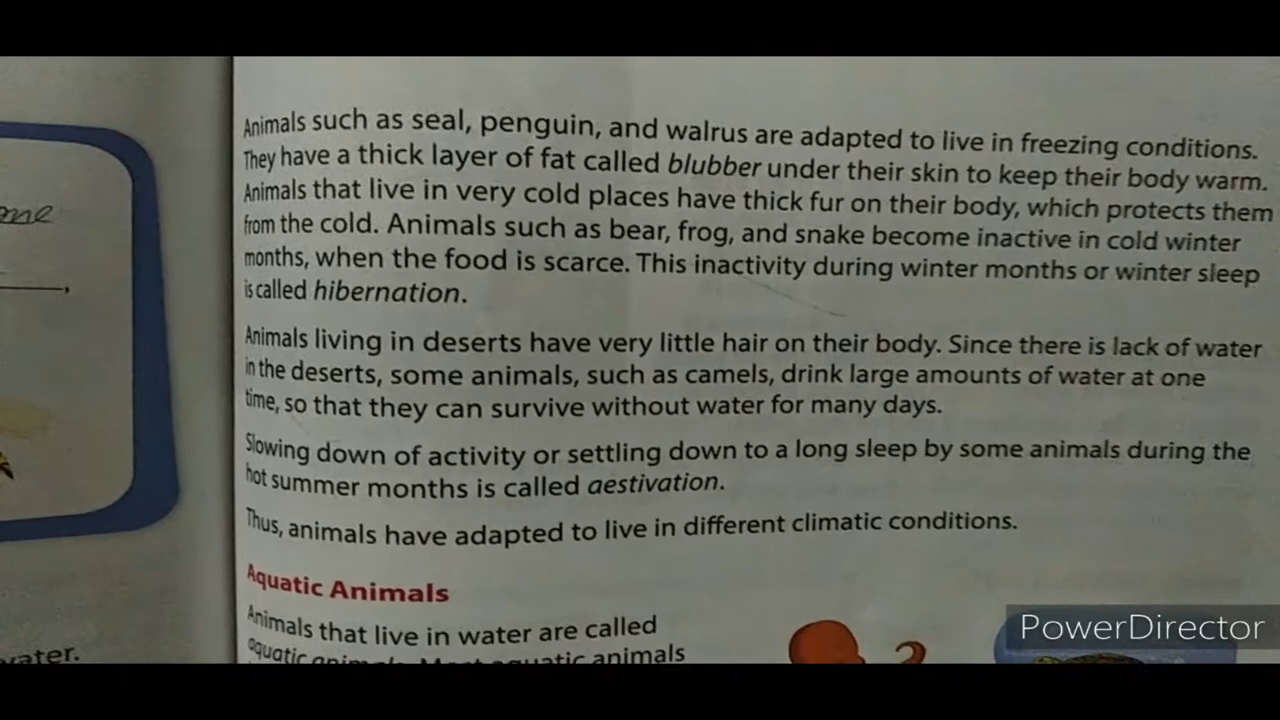 ne
Animals such as seal, penguin, and walrus are adapted to live in freezing conditions.
They have a thick layer of fat called blubber under their skin to keep their body warm.
Animals that live in very cold places have thick fur on their body, which protects them
from the cold. Animals such as bear, frog, and snake become inactive in cold winter
months, when the food is scarce. This inactivity during winter months or winter sleep
is called hibernation.
Animals living in deserts have very little hair on their body. Since there is lack of water
in the deserts, some animals, such as camels, drink large amounts of water at one
time, so that they can survive without water for many days.
Slowing down of activity or settling down to a long sleep by some animals during the
hot summer months is called aestivation.
Thus, animals have adapted to live in different climatic conditions.
Aquatic Animals
Animals that live in water are called
aquatic animals. Most aquatic animals
water.
PowerDirector